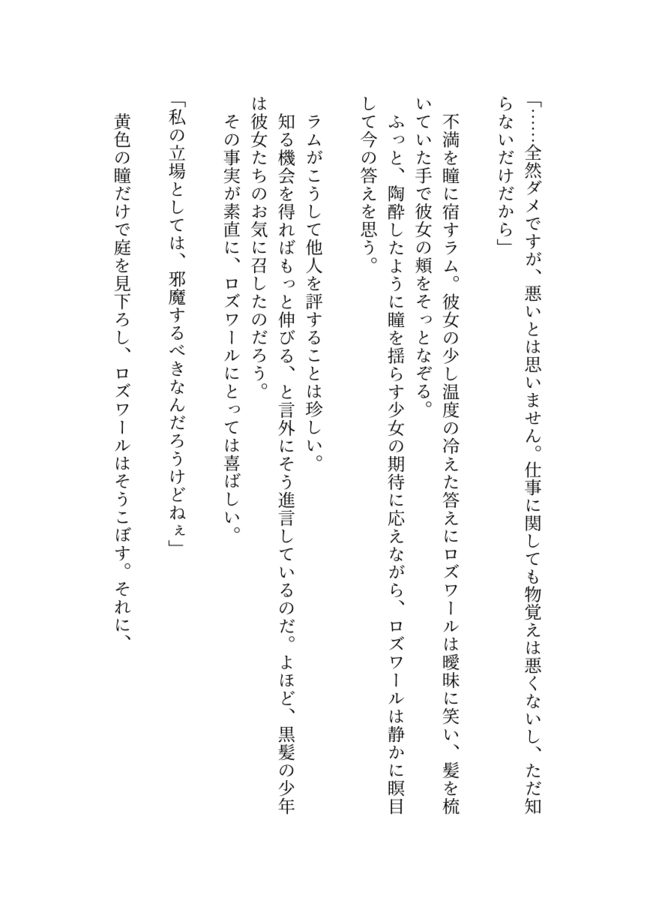 「……全然ダメですが、悪いとは思いません。仕事に関しても物覚えは悪くないし、ただ知
らないだけだから」
不満を瞳に宿すラム。彼女の少し温度の冷えた答えにロズワールは曖昧に笑い、髪を梳
いていた手で彼女の頬をそっとなぞる。
ふっと、陶酔したように瞳を揺らす少女の期待に応えながら、ロズワールは静かに瞑目
して今の答えを思う。
ラムがこうして他人を評することは珍しい。
知る機会を得ればもっと伸びる、と言外にそう進言しているのだ。よほど、黒髪の少年
は彼女たちのお気に召したのだろう。
その事実が素直に、ロズワールにとっては喜ばしい。
「私の立場としては、邪魔するべきなんだろうけどねぇ」
黄色の瞳だけで庭を見下ろし、ロズワールはそうこぼす。それに、